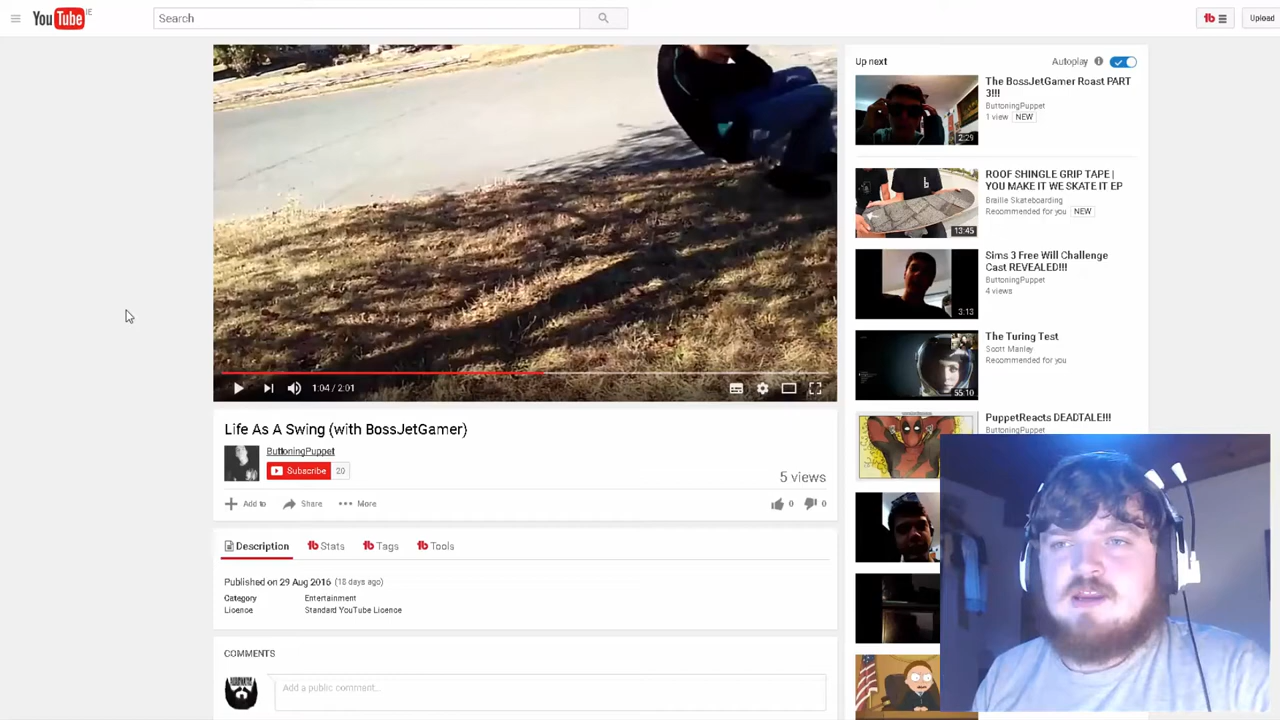 YouTube IE
Search
Upload
Up next
Autoplay
The BossJetGamer Roast PART
3!!!
ButtoningPuppet
1 view NEW
2:29
ROOF SHINGLE GRIP TAPE |
YOU MAKE IT WE SKATE IT EP
Braille Skateboarding
Recommended for you NEW
13:45
Sims 3 Free Will Challenge
Cast REVEALED!!!
ButtoningPuppet
4 views
3:13
The Turing Test
Scott Manley
Recommended for you
55:10
PuppetReacts DEADTALE!!!
ButtoningPuppet
1:04 / 2:01
Life As A Swing (with BossJetGamer)
ButtoningPuppet
Subscribe 20
5 views
Add to Share More
0 0
Description Stats Tags Tools
Published on 29 Aug 2016 (18 days ago)
Category Entertainment
Licence Standard YouTube Licence
COMMENTS
Add a public comment...